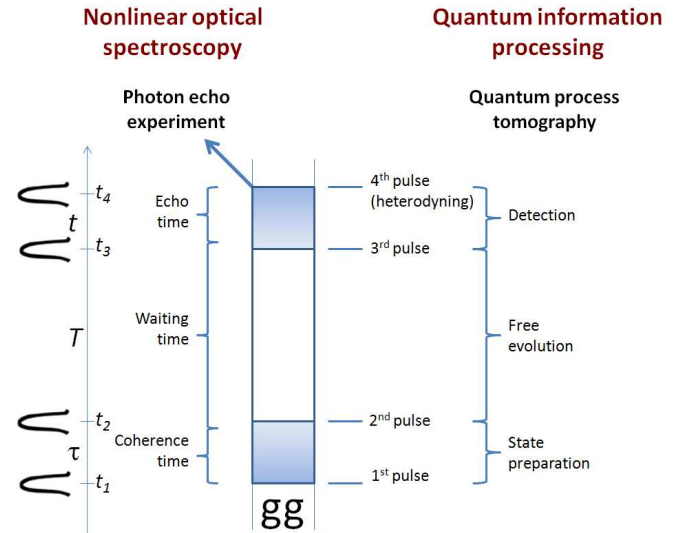 Nonlinear optical
spectroscopy
Quantum information
processing
Photon echo
experiment
Quantum process
tomography
t4
4th pulse
(heterodyning)
Echo
time
Detection
t
t3
3rd pulse
T
Waiting
time
Free
evolution
t2
2nd pulse
τ
Coherence
time
State
preparation
t1
1st pulse
gg